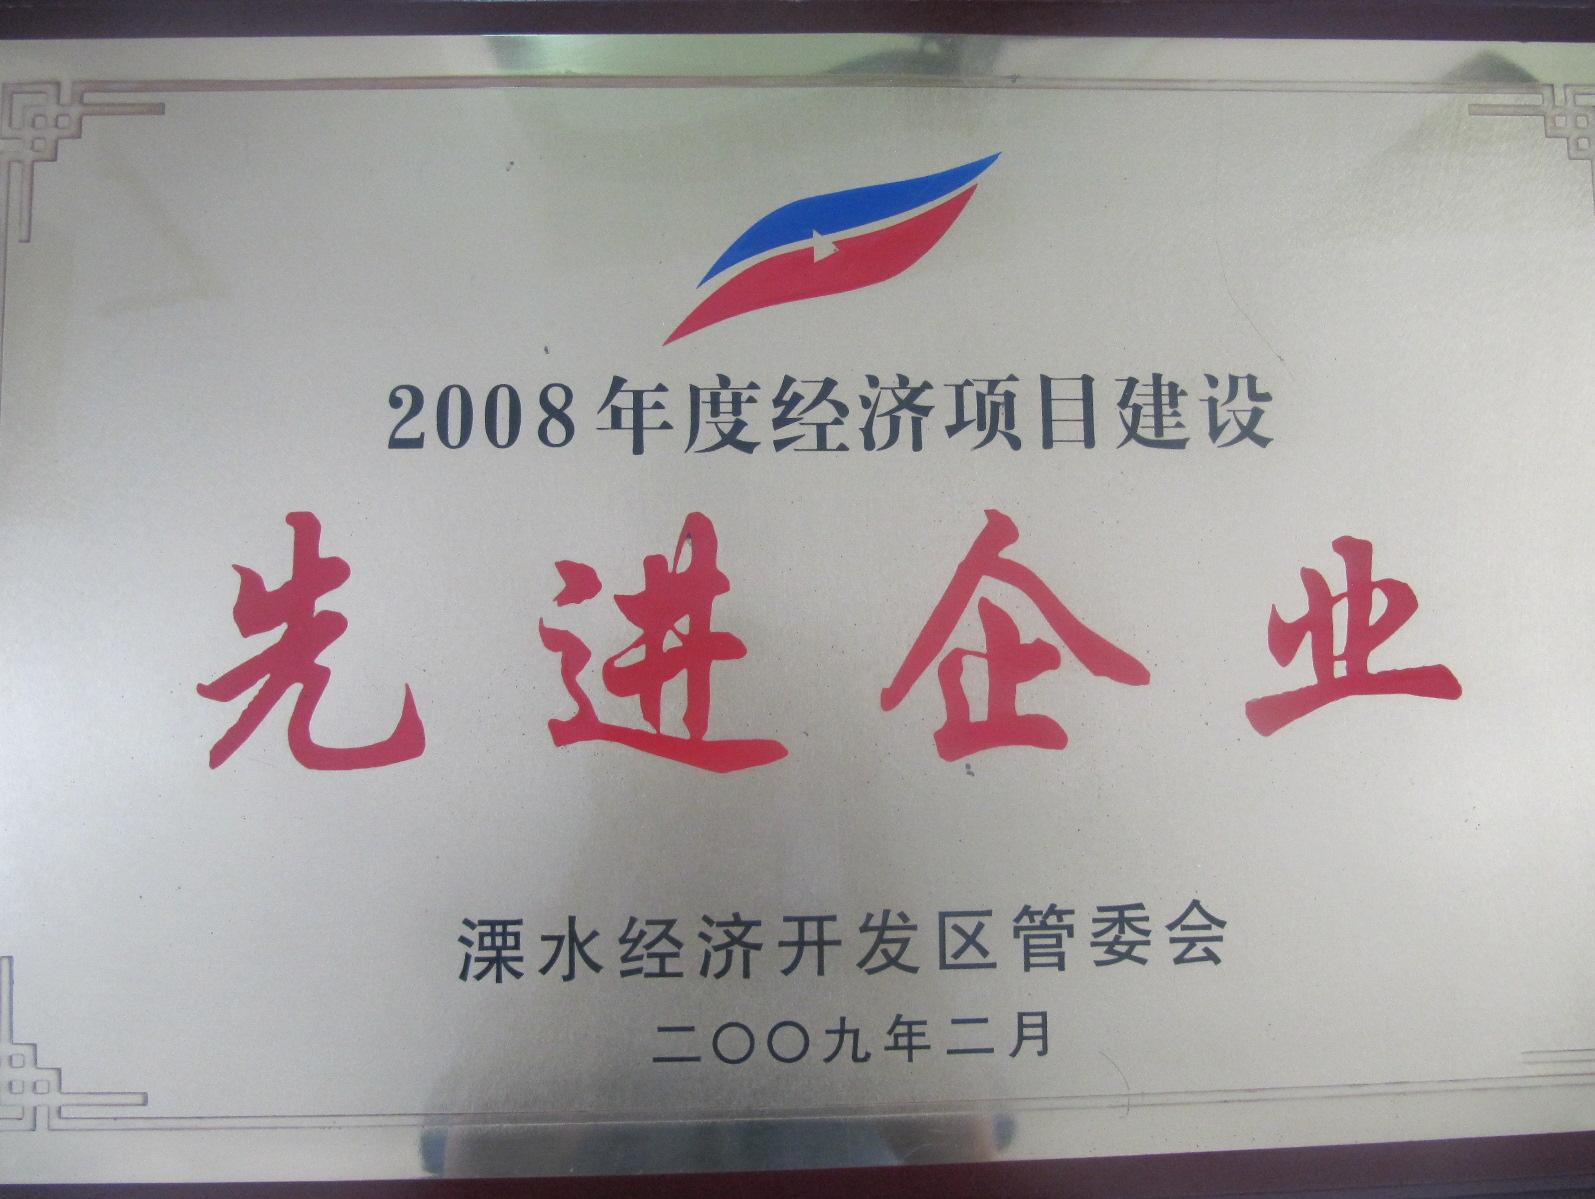 2008年度经济项目建设
先进企业
溧水经济开发区管委会
二〇〇九年二月